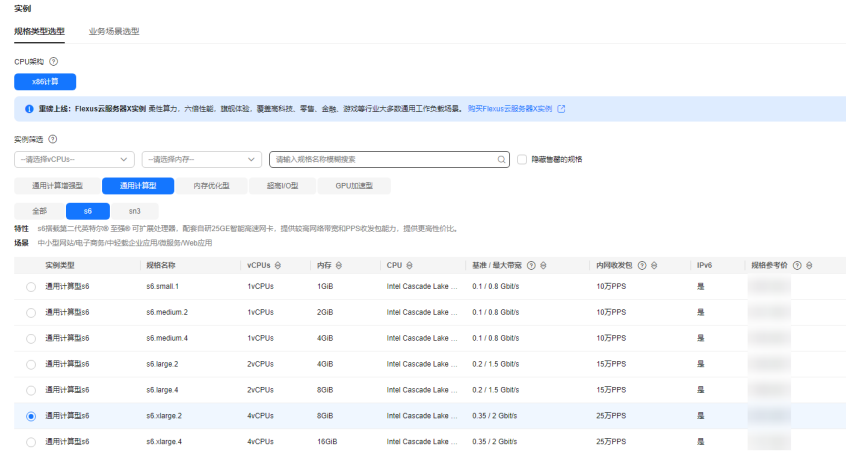 实例
规格类型选型 业务场景选型
CPU架构
x86计算
重磅上线：Flexus云服务器X实例 柔性算力，六倍性能，旗舰体验，覆盖高科技、零售、金融、游戏等行业大多数通用工作负载场景。 购买Flexus云服务器X实例
实例筛选
--请选择vCPUs-- --请选择内存-- 请输入规格名称模糊搜索 隐藏售罄的规格
通用计算增强型 通用计算型 内存优化型 超高I/O型 GPU加速型
全部 s6 sn3
特性 s6搭载第二代英特尔® 至强® 可扩展处理器，配套自研25GE智能高速网卡，提供较高网络带宽和PPS收发包能力，提供更高性价比。
场景 中小型网站/电子商务/中轻载企业应用/微服务/Web应用
实例类型 规格名称 vCPUs 内存 CPU 基准 / 最大带宽 内网收发包 IPv6 规格参考价
通用计算型s6 s6.small.1 1vCPUs 1GiB Intel Cascade Lake ... 0.1 / 0.8 Gbit/s 10万PPS 是
通用计算型s6 s6.medium.2 1vCPUs 2GiB Intel Cascade Lake ... 0.1 / 0.8 Gbit/s 10万PPS 是
通用计算型s6 s6.medium.4 1vCPUs 4GiB Intel Cascade Lake ... 0.1 / 0.8 Gbit/s 10万PPS 是
通用计算型s6 s6.large.2 2vCPUs 4GiB Intel Cascade Lake ... 0.2 / 1.5 Gbit/s 15万PPS 是
通用计算型s6 s6.large.4 2vCPUs 8GiB Intel Cascade Lake ... 0.2 / 1.5 Gbit/s 15万PPS 是
通用计算型s6 s6.xlarge.2 4vCPUs 8GiB Intel Cascade Lake ... 0.35 / 2 Gbit/s 25万PPS 是
通用计算型s6 s6.xlarge.4 4vCPUs 16GiB Intel Cascade Lake ... 0.35 / 2 Gbit/s 25万PPS 是